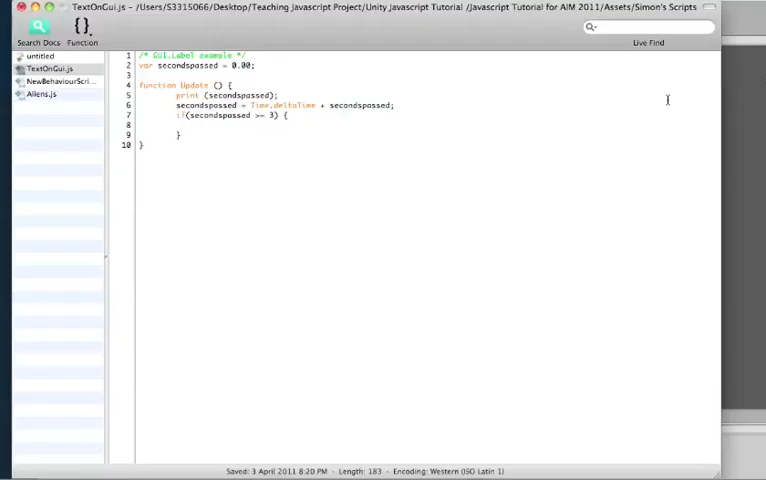 TextOnGui.js - /Users/S3315066/Desktop/Teaching Javascript Project/Unity Javascript Tutorial /Javascript Tutorial for AIM 2011/Assets/Simon's Scripts
Search Docs Function
Live Find
untitled
TextOnGui.js
NewBehaviourScri...
Aliens.js
1 /* GUI.Label example */
2 var secondspassed = 0.00;
3
4 function Update () {
5 print (secondspassed);
6 secondspassed = Time.deltaTime + secondspassed;
7 if(secondspassed >= 3) {
8
9 }
10 }
Saved: 3 April 2011 8:20 PM - Length: 183 - Encoding: Western (ISO Latin 1)